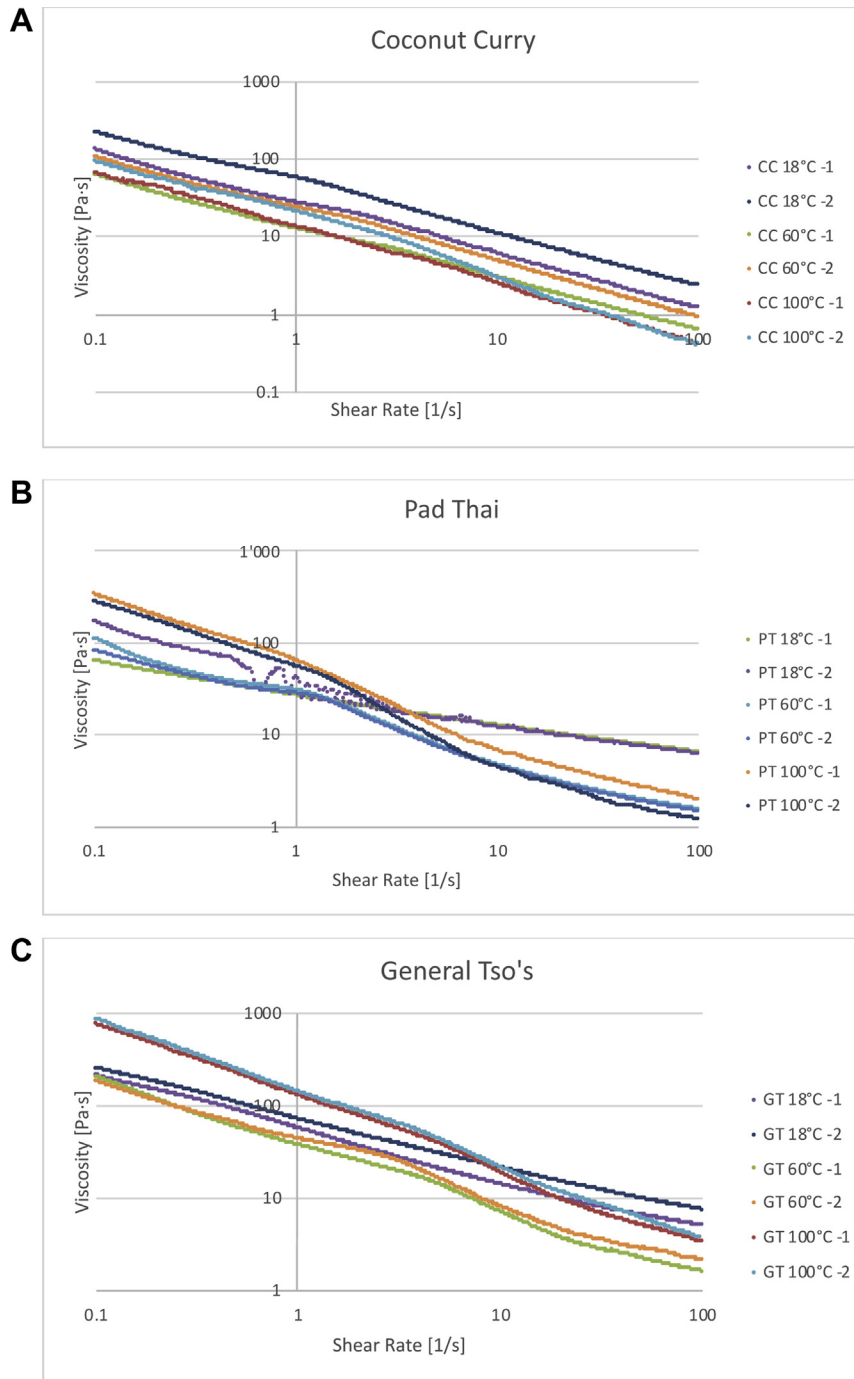 A
Coconut Curry
1000
100
10
1
0.1
0.1
1
10
100
Viscosity [Pa·s]
Shear Rate [1/s]
CC 18°C -1
CC 18°C -2
CC 60°C -1
CC 60°C -2
CC 100°C -1
CC 100°C -2
B
Pad Thai
1'000
100
10
1
0.1
1
10
100
Viscosity [Pa·s]
Shear Rate [1/s]
PT 18°C -1
PT 18°C -2
PT 60°C -1
PT 60°C -2
PT 100°C -1
PT 100°C -2
C
General Tso's
1000
100
10
1
0.1
1
10
100
Viscosity [Pa·s]
Shear Rate [1/s]
GT 18°C -1
GT 18°C -2
GT 60°C -1
GT 60°C -2
GT 100°C -1
GT 100°C -2